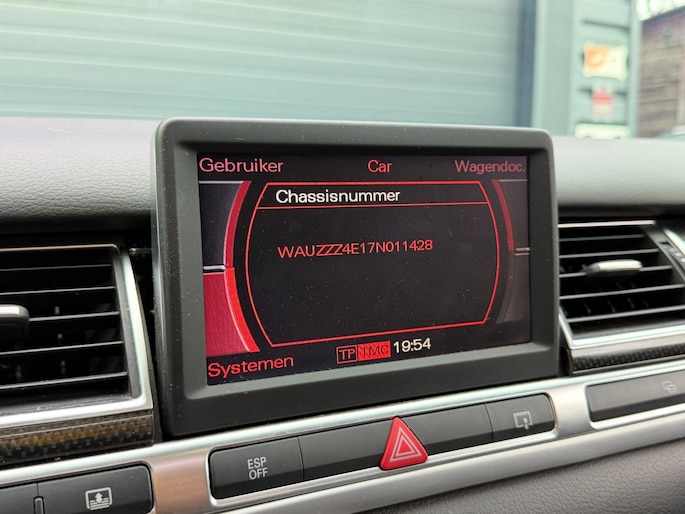 Gebruiker Car Wagendoc.
Chassisnummer
WAUZZZ4E17N011428
Systemen TP TMC 19:54
ESP
OFF